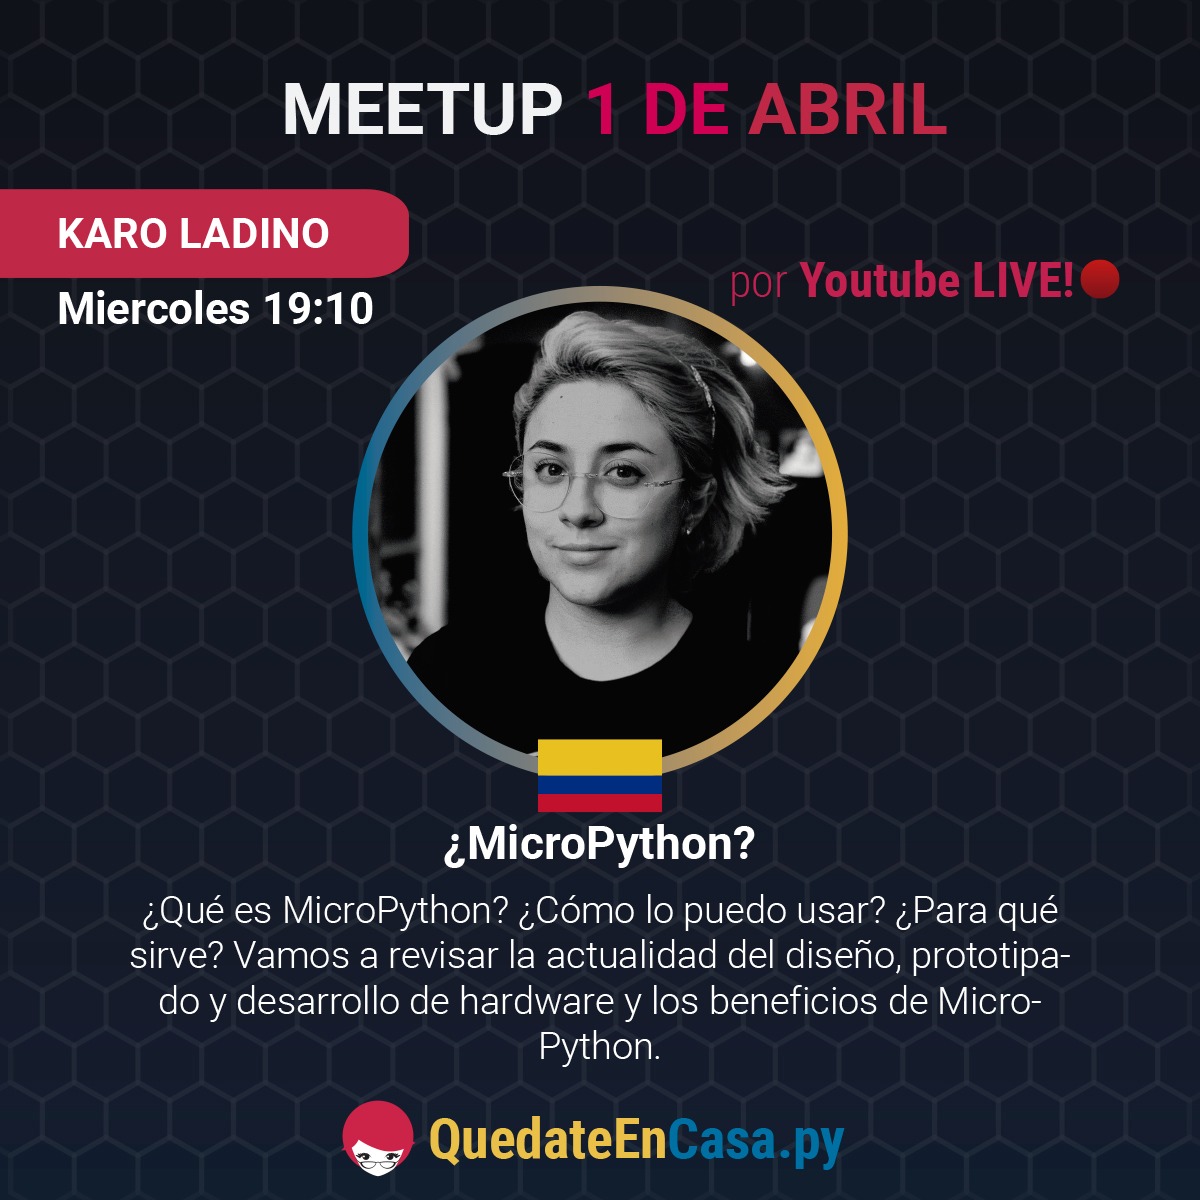 MEETUP 1 DE ABRIL
KARO LADINO
Miercoles 19:10
por Youtube LIVE!
¿MicroPython?
¿Qué es MicroPython? ¿Cómo lo puedo usar? ¿Para qué
sirve? Vamos a revisar la actualidad del diseño, prototipa-
do y desarrollo de hardware y los beneficios de Micro-
Python.
QuedateEnCasa.py